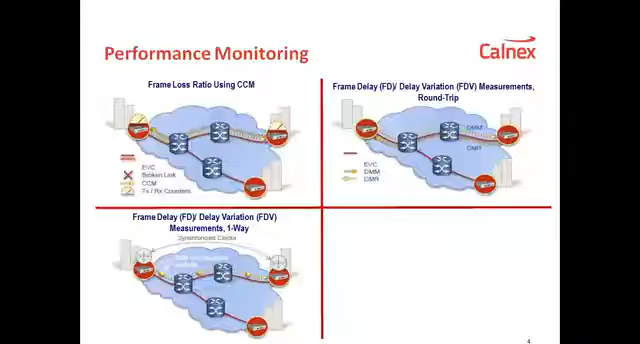 Performance Monitoring
Calnex
Frame Loss Ratio Using CCM
EVC
Broken Link
CCM
Tx / Rx Counters
Frame Delay (FD)/ Delay Variation (FDV) Measurements,
Round-Trip
DMM
DMR
EVC
DMM
DMR
Frame Delay (FD)/ Delay Variation (FDV)
Measurements, 1-Way
Synchronized Clocks
4